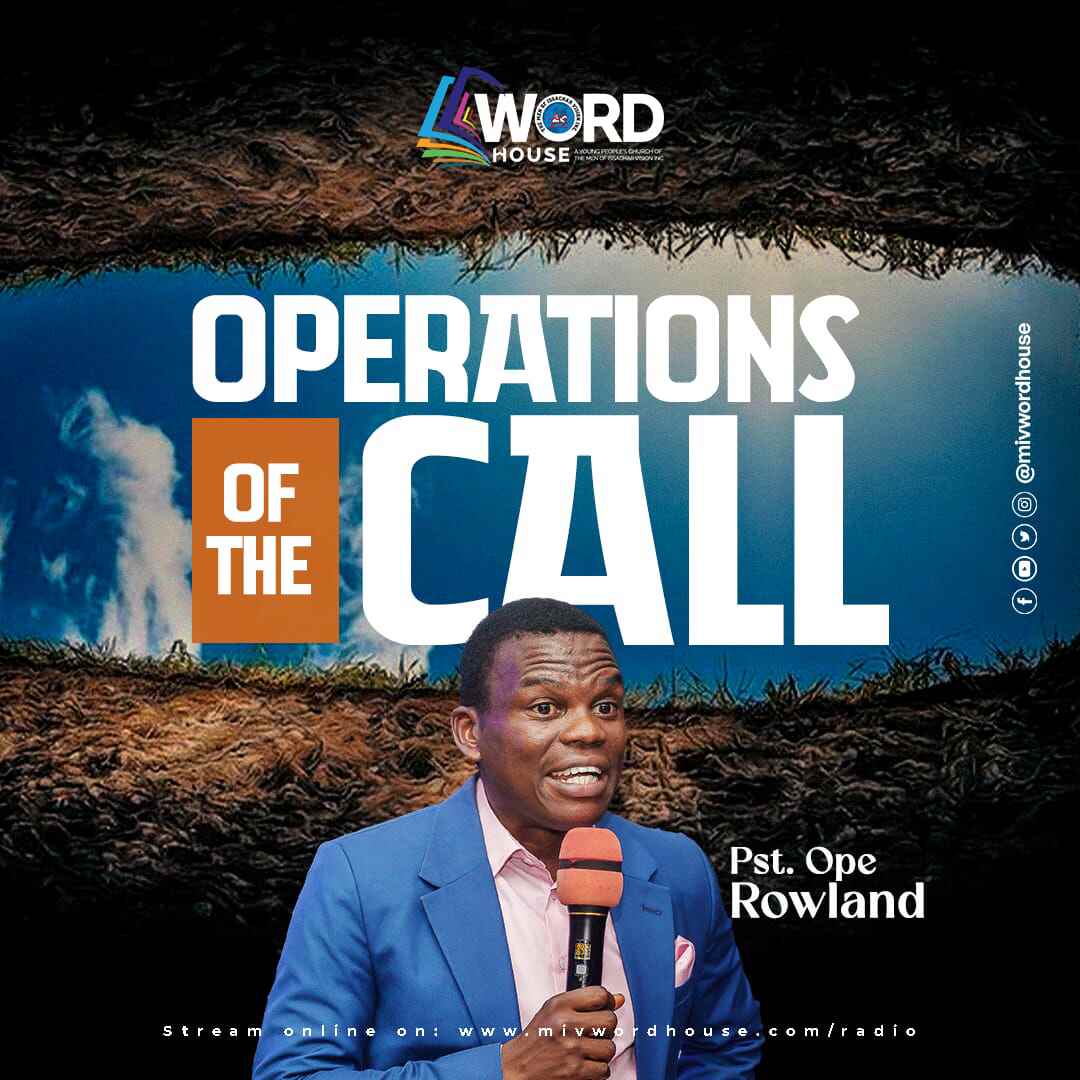 WORD
HOUSE
A YOUNG PEOPLE'S CHURCH OF
THE MEN OF ISSACHAR VISION INC
OPERATIONS
OF THE
CALL
@mivwordhouse
Pst. Ope
Rowland
Stream online on: www.mivwordhouse.com/radio